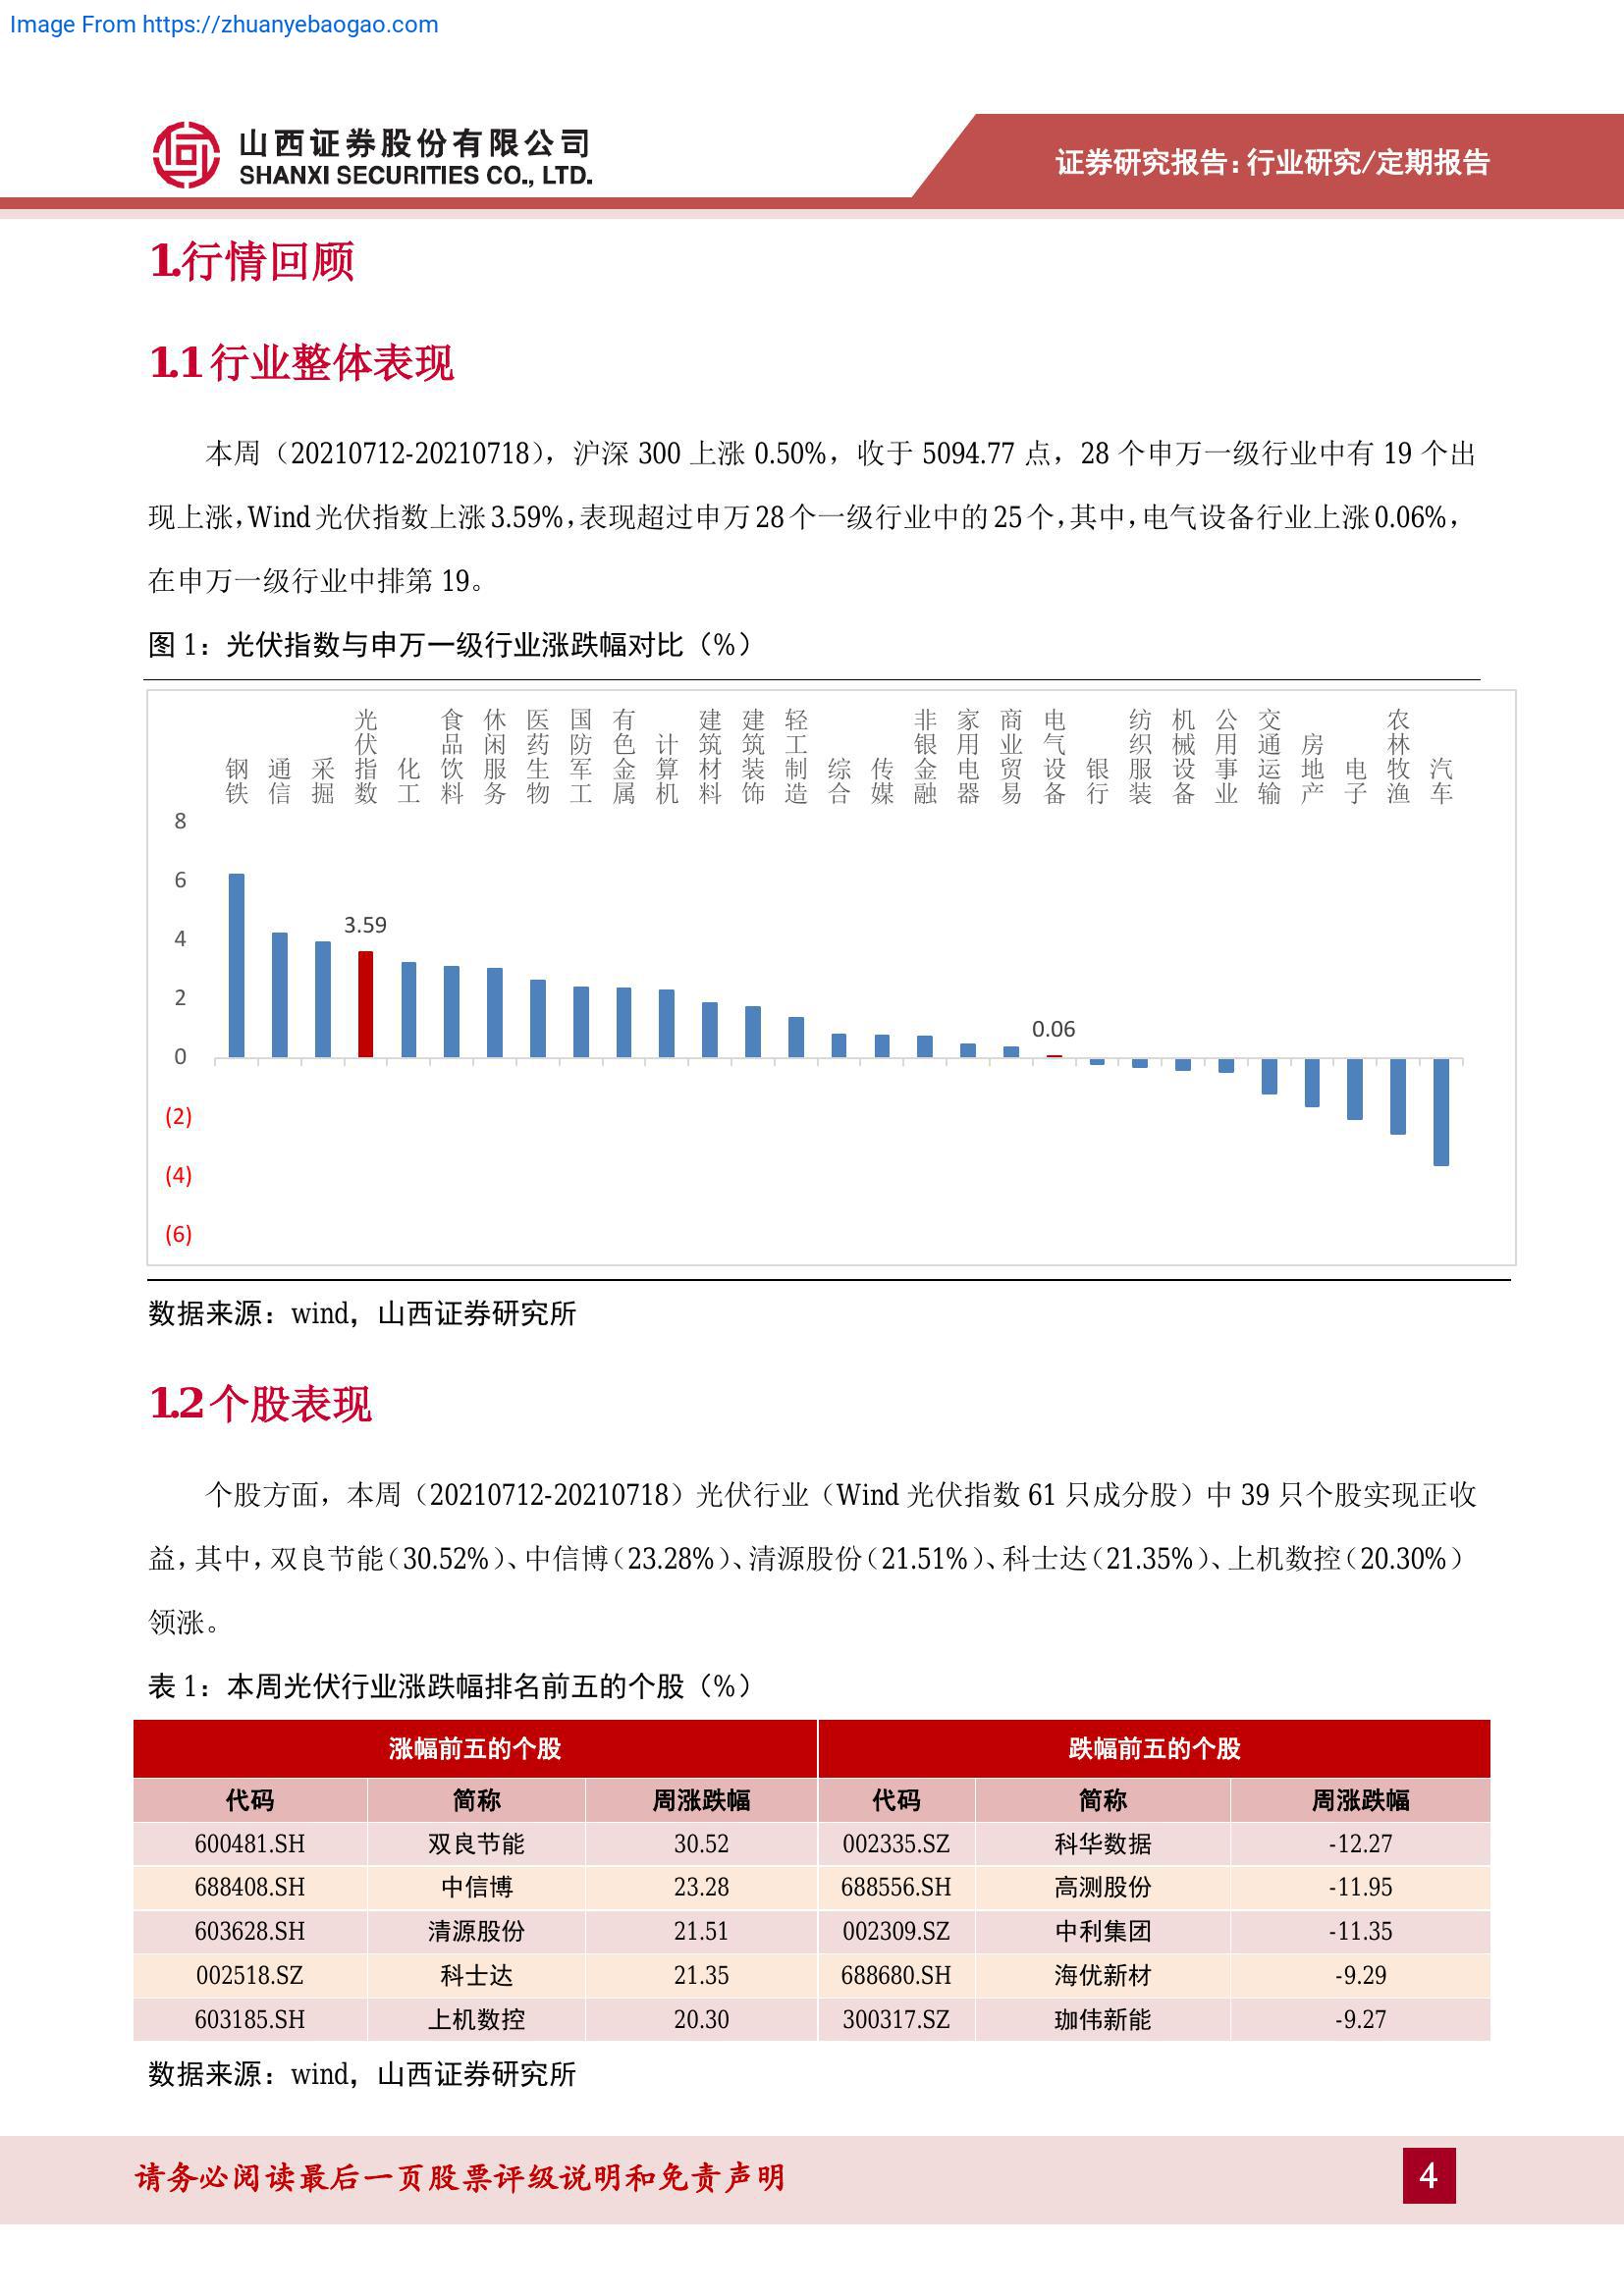 Image From https://zhuanyebaogao.com
山西证券股份有限公司
SHANXI SECURITIES CO., LTD.
证券研究报告：行业研究/定期报告
1.行情回顾
1.1 行业整体表现
本周（20210712-20210718），沪深 300 上涨 0.50%，收于 5094.77 点，28 个申万一级行业中有 19 个出
现上涨，Wind 光伏指数上涨 3.59%，表现超过申万 28 个一级行业中的 25 个，其中，电气设备行业上涨 0.06%，
在申万一级行业中排第 19。
图 1：光伏指数与申万一级行业涨跌幅对比（%）
钢铁
通信
采掘
光伏指数
化工
食品饮料
休闲服务
医药生物
国防军工
有色金属
计算机
建筑材料
建筑装饰
轻工制造
综合
传媒
非银金融
家用电器
商业贸易
电气设备
银行
纺织服装
机械设备
公用事业
交通运输
房地产
电子
农林牧渔
汽车
8
6
4
2
0
(2)
(4)
(6)
3.59
0.06
数据来源：wind，山西证券研究所
1.2 个股表现
个股方面，本周（20210712-20210718）光伏行业（Wind 光伏指数 61 只成分股）中 39 只个股实现正收
益，其中，双良节能（30.52%）、中信博（23.28%）、清源股份（21.51%）、科士达（21.35%）、上机数控（20.30%）
领涨。
表 1：本周光伏行业涨跌幅排名前五的个股（%）
涨幅前五的个股 跌幅前五的个股
代码 简称 周涨跌幅 代码 简称 周涨跌幅
600481.SH 双良节能 30.52 002335.SZ 科华数据 -12.27
688408.SH 中信博 23.28 688556.SH 高测股份 -11.95
603628.SH 清源股份 21.51 002309.SZ 中利集团 -11.35
002518.SZ 科士达 21.35 688680.SH 海优新材 -9.29
603185.SH 上机数控 20.30 300317.SZ 珈伟新能 -9.27
数据来源：wind，山西证券研究所
请务必阅读最后一页股票评级说明和免责声明
4